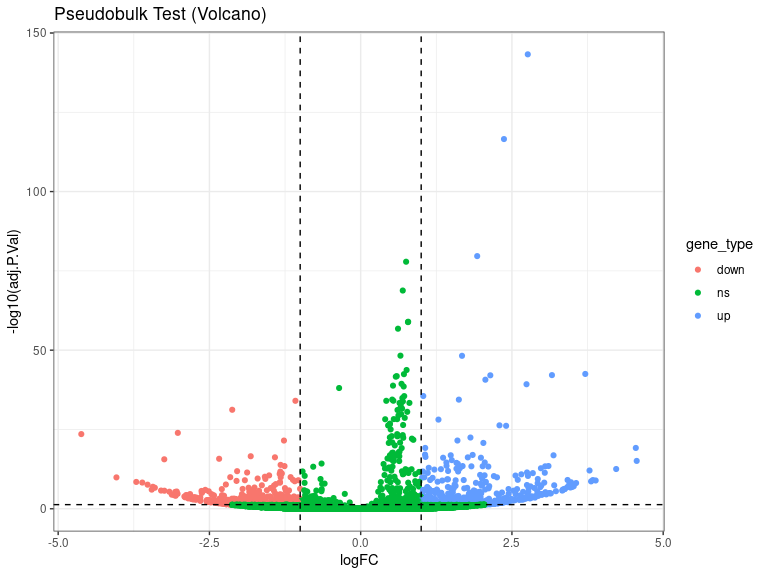 Pseudobulk Test (Volcano)
150
100
50
0
-log10(adj.P.Val)
-5.0
-2.5
0.0
2.5
5.0
logFC
gene_type
down
ns
up